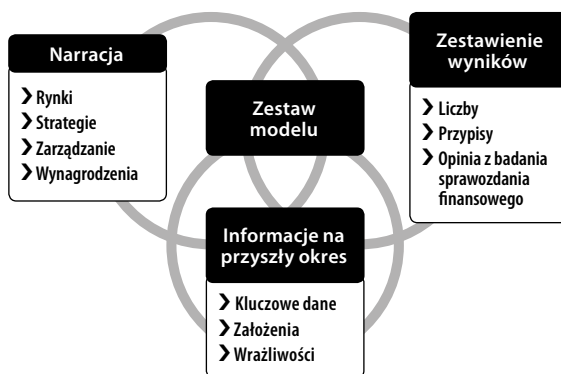 Narracja
❯ Rynki
❯ Strategie
❯ Zarządzanie
❯ Wynagrodzenia
Zestaw
modelu
Zestawienie
wyników
❯ Liczby
❯ Przypisy
❯ Opinia z badania
sprawozdania
finansowego
Informacje na
przyszły okres
❯ Kluczowe dane
❯ Założenia
❯ Wrażliwości